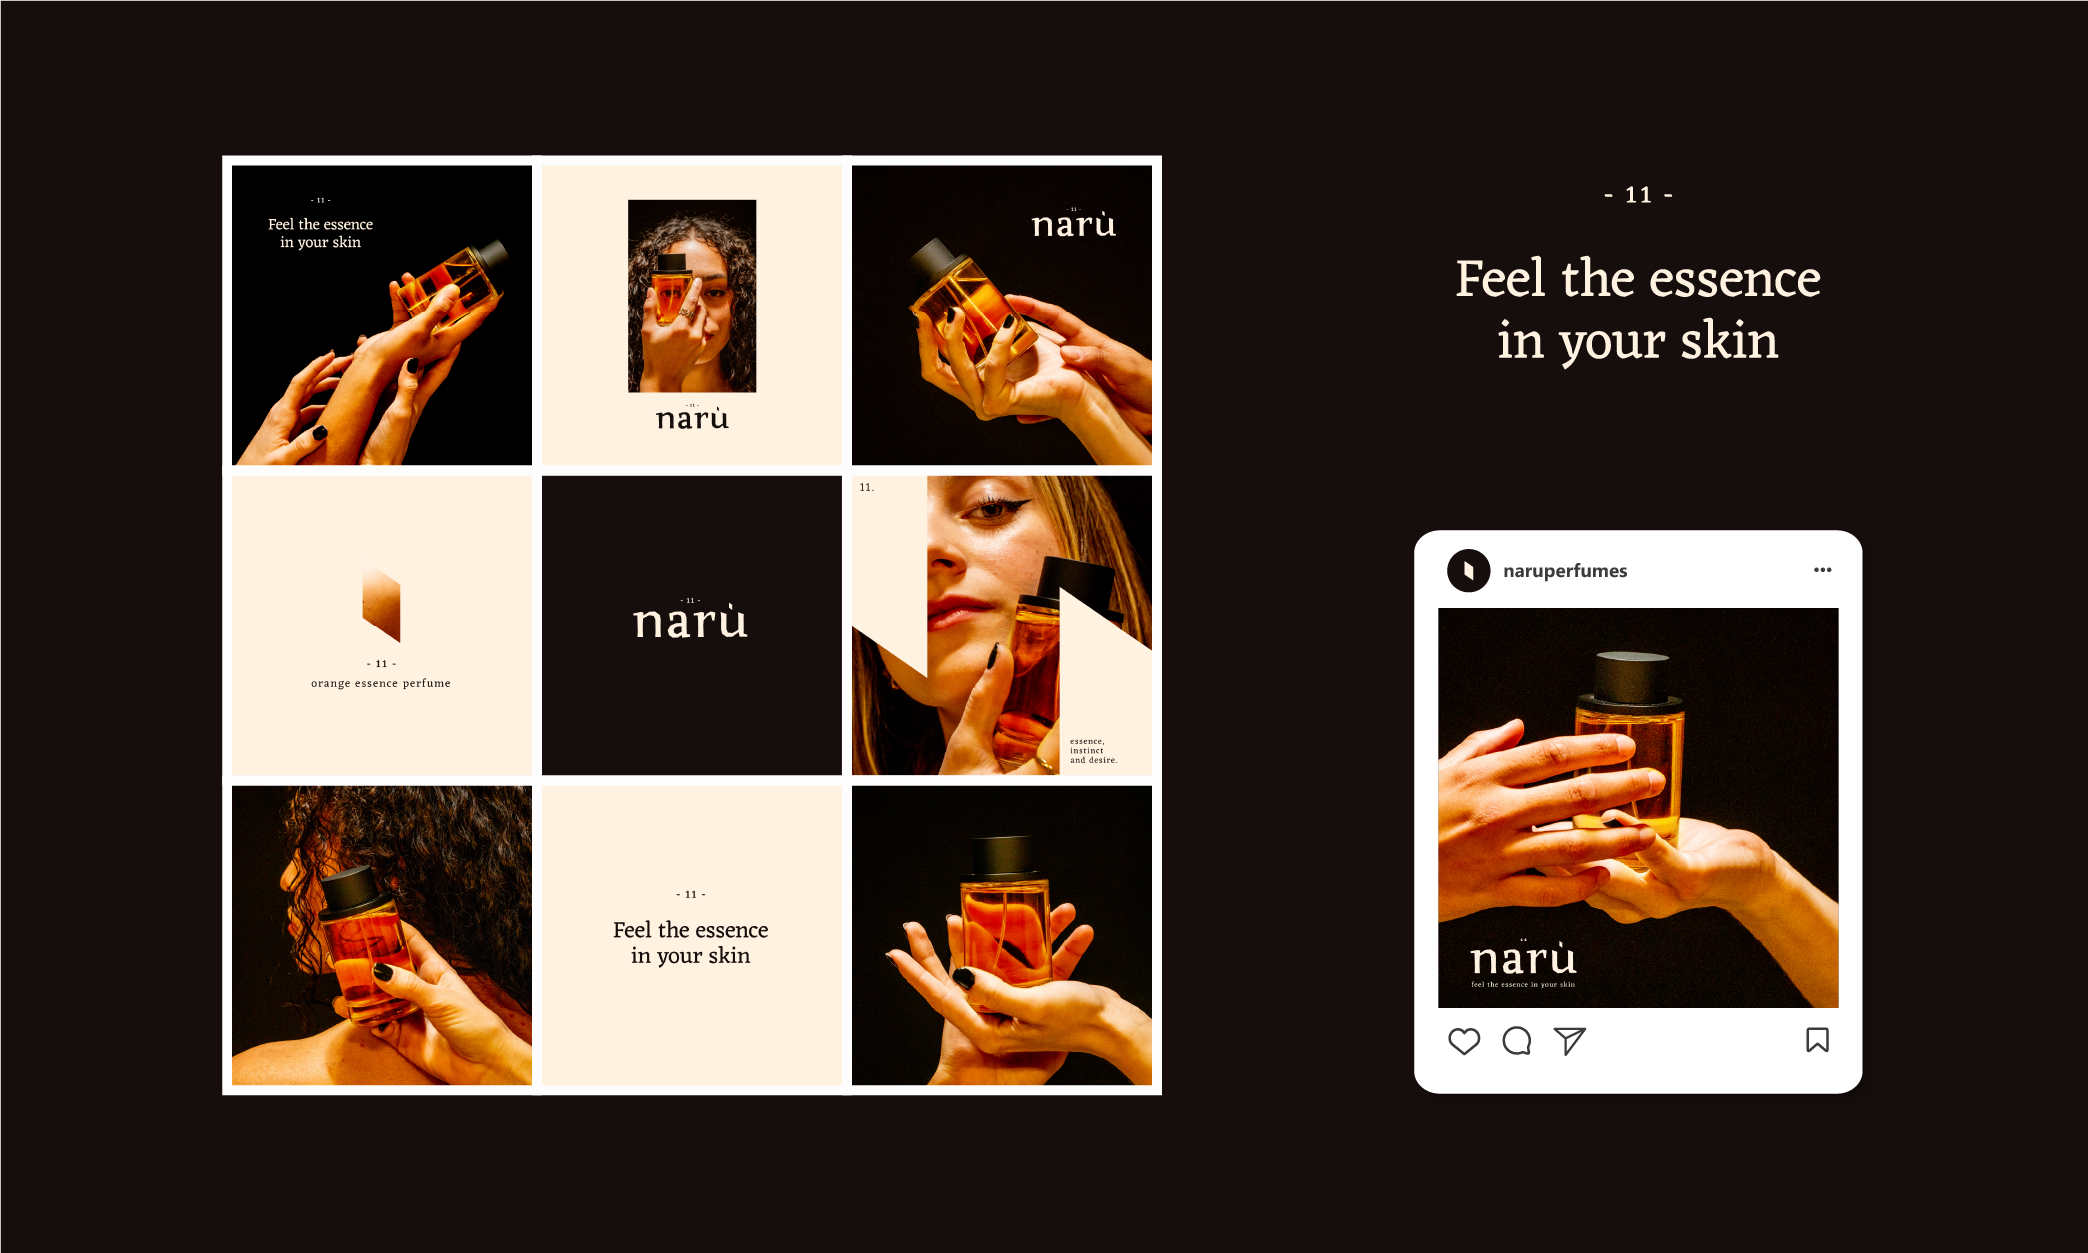 - 11 -
Feel the essence
in your skin
- 11 -
narù
- 11 -
narù
- 11 -
orange essence perfume
- 11 -
narù
11.
essence,
instinct
and desire.
- 11 -
Feel the essence
in your skin
- 11 -
Feel the essence
in your skin
naruperfumes
narù
feel the essence in your skin